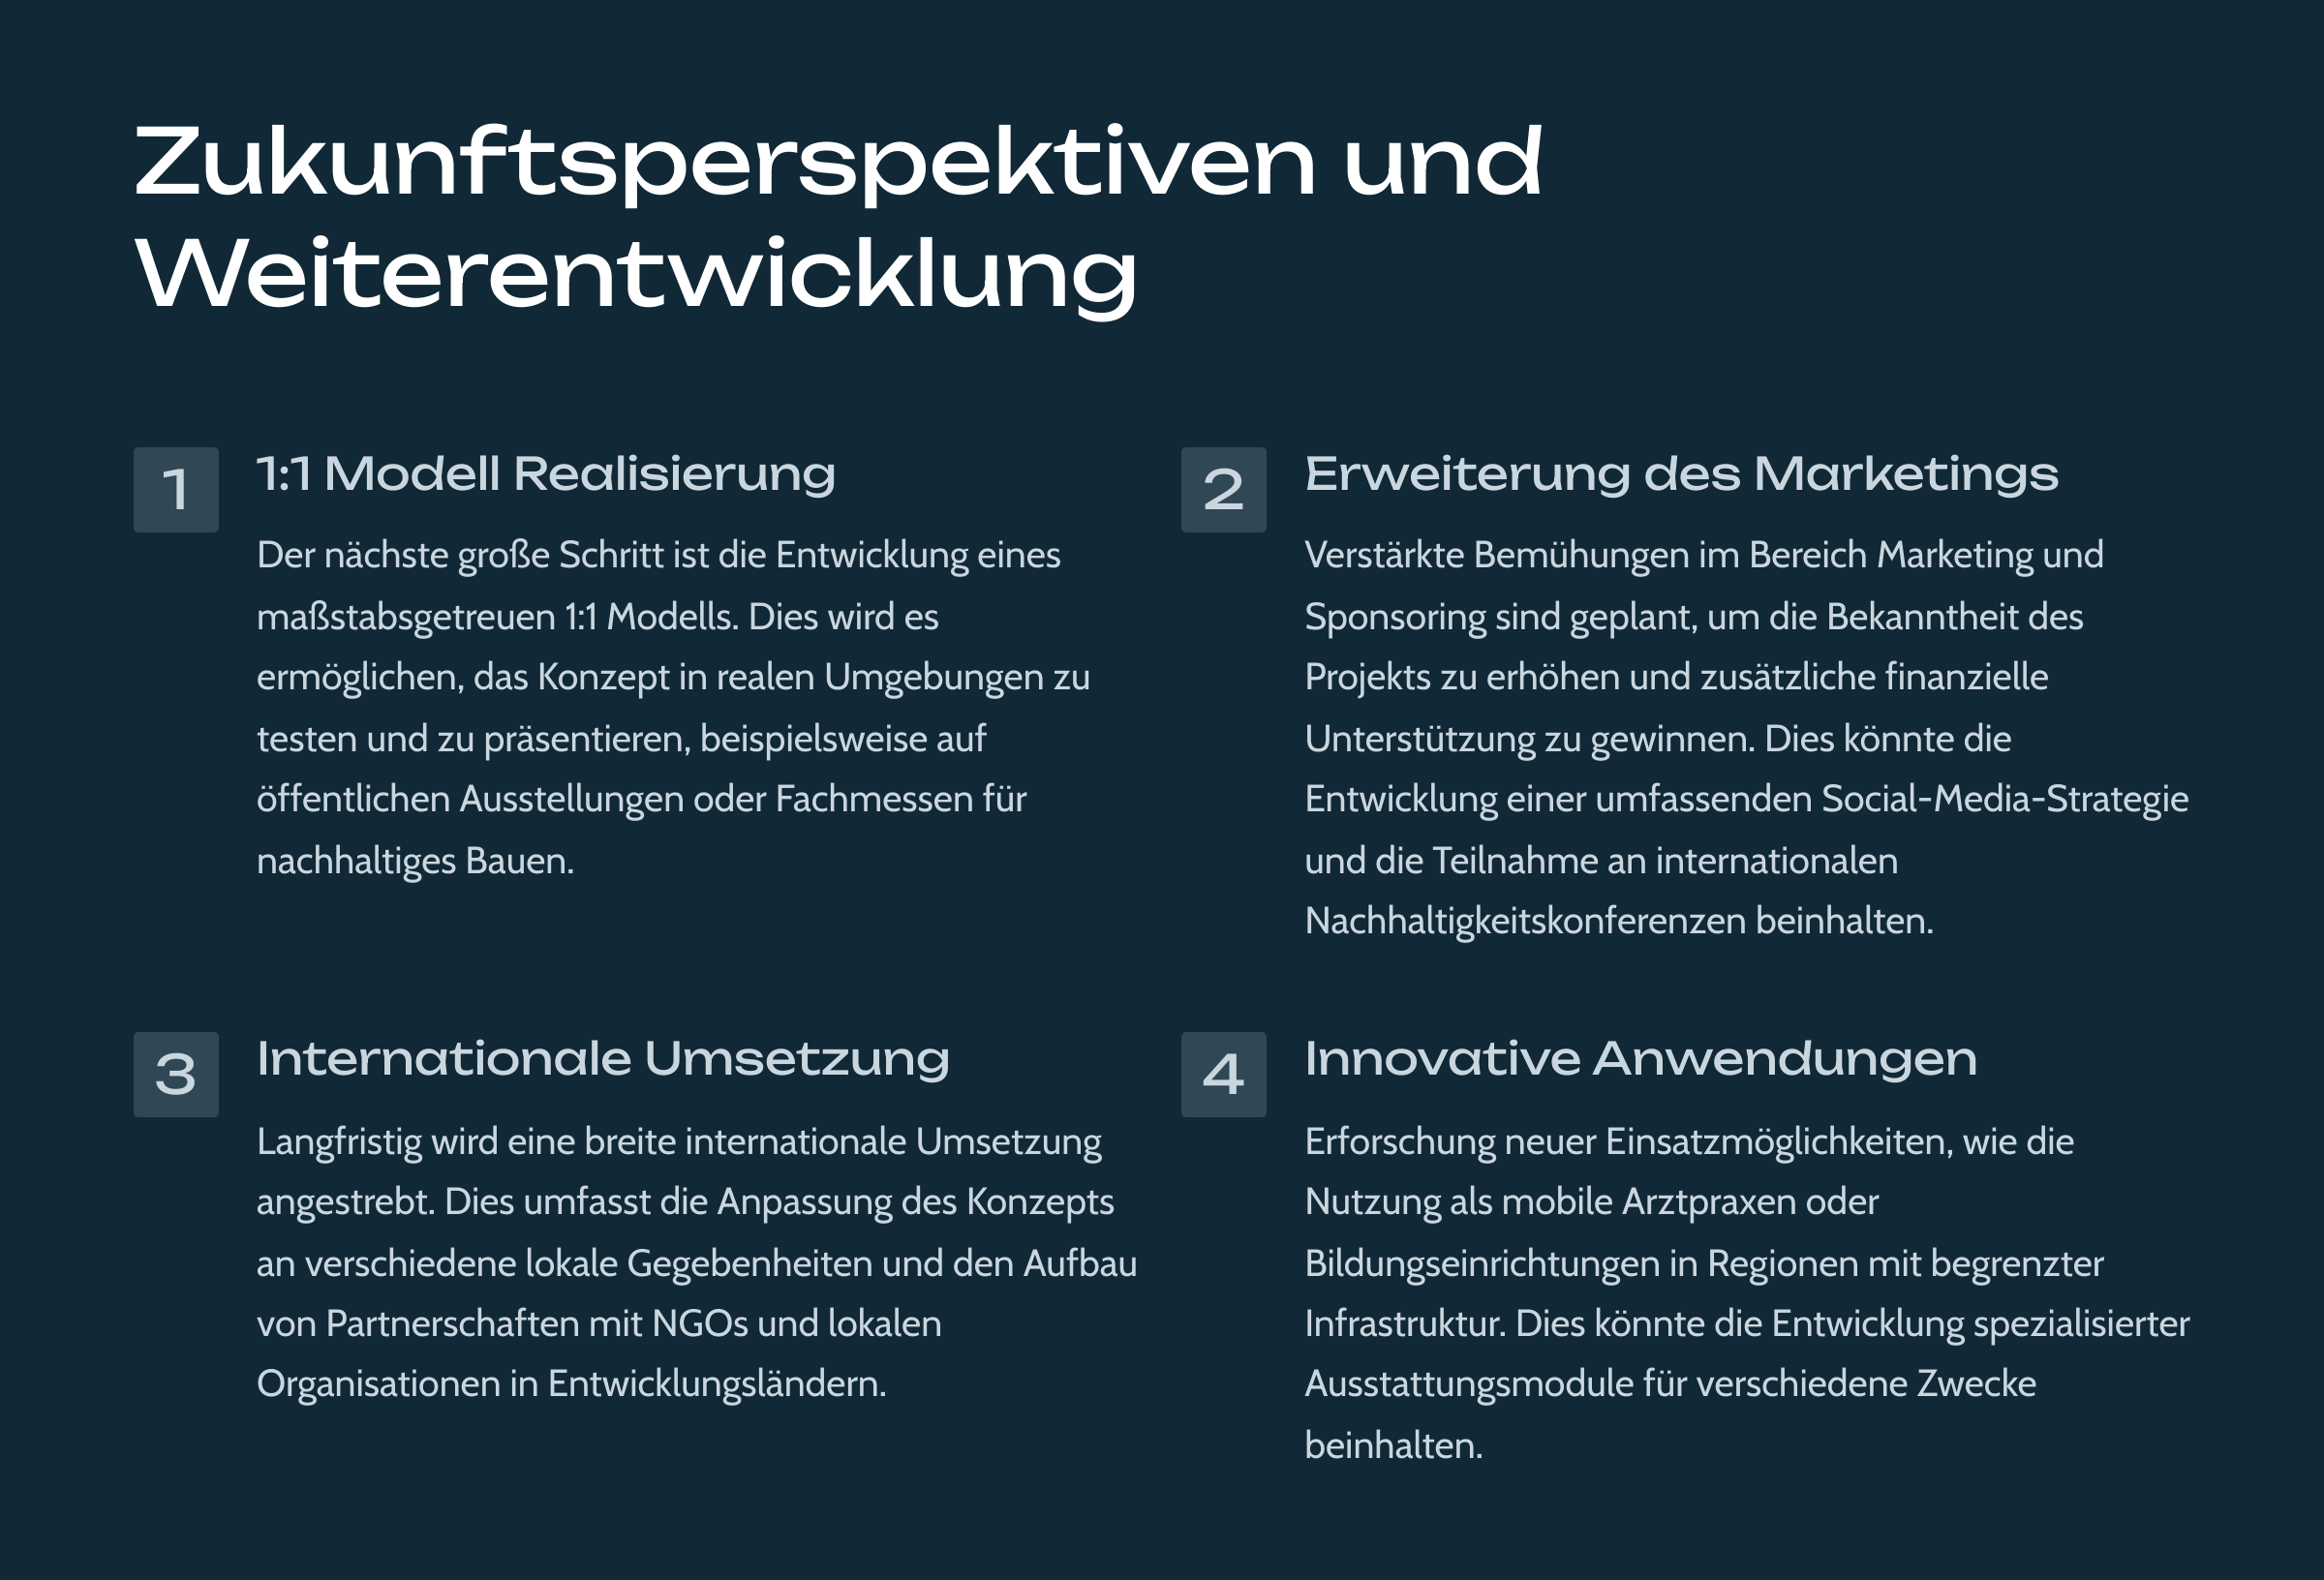 Zukunftsperspektiven und
Weiterentwicklung
1
1:1 Modell Realisierung
Der nächste große Schritt ist die Entwicklung eines
maßstabsgetreuen 1:1 Modells. Dies wird es
ermöglichen, das Konzept in realen Umgebungen zu
testen und zu präsentieren, beispielsweise auf
öffentlichen Ausstellungen oder Fachmessen für
nachhaltiges Bauen.
2
Erweiterung des Marketings
Verstärkte Bemühungen im Bereich Marketing und
Sponsoring sind geplant, um die Bekanntheit des
Projekts zu erhöhen und zusätzliche finanzielle
Unterstützung zu gewinnen. Dies könnte die
Entwicklung einer umfassenden Social-Media-Strategie
und die Teilnahme an internationalen
Nachhaltigkeitskonferenzen beinhalten.
3
Internationale Umsetzung
Langfristig wird eine breite internationale Umsetzung
angestrebt. Dies umfasst die Anpassung des Konzepts
an verschiedene lokale Gegebenheiten und den Aufbau
von Partnerschaften mit NGOs und lokalen
Organisationen in Entwicklungsländern.
4
Innovative Anwendungen
Erforschung neuer Einsatzmöglichkeiten, wie die
Nutzung als mobile Arztpraxen oder
Bildungseinrichtungen in Regionen mit begrenzter
Infrastruktur. Dies könnte die Entwicklung spezialisierter
Ausstattungsmodule für verschiedene Zwecke
beinhalten.